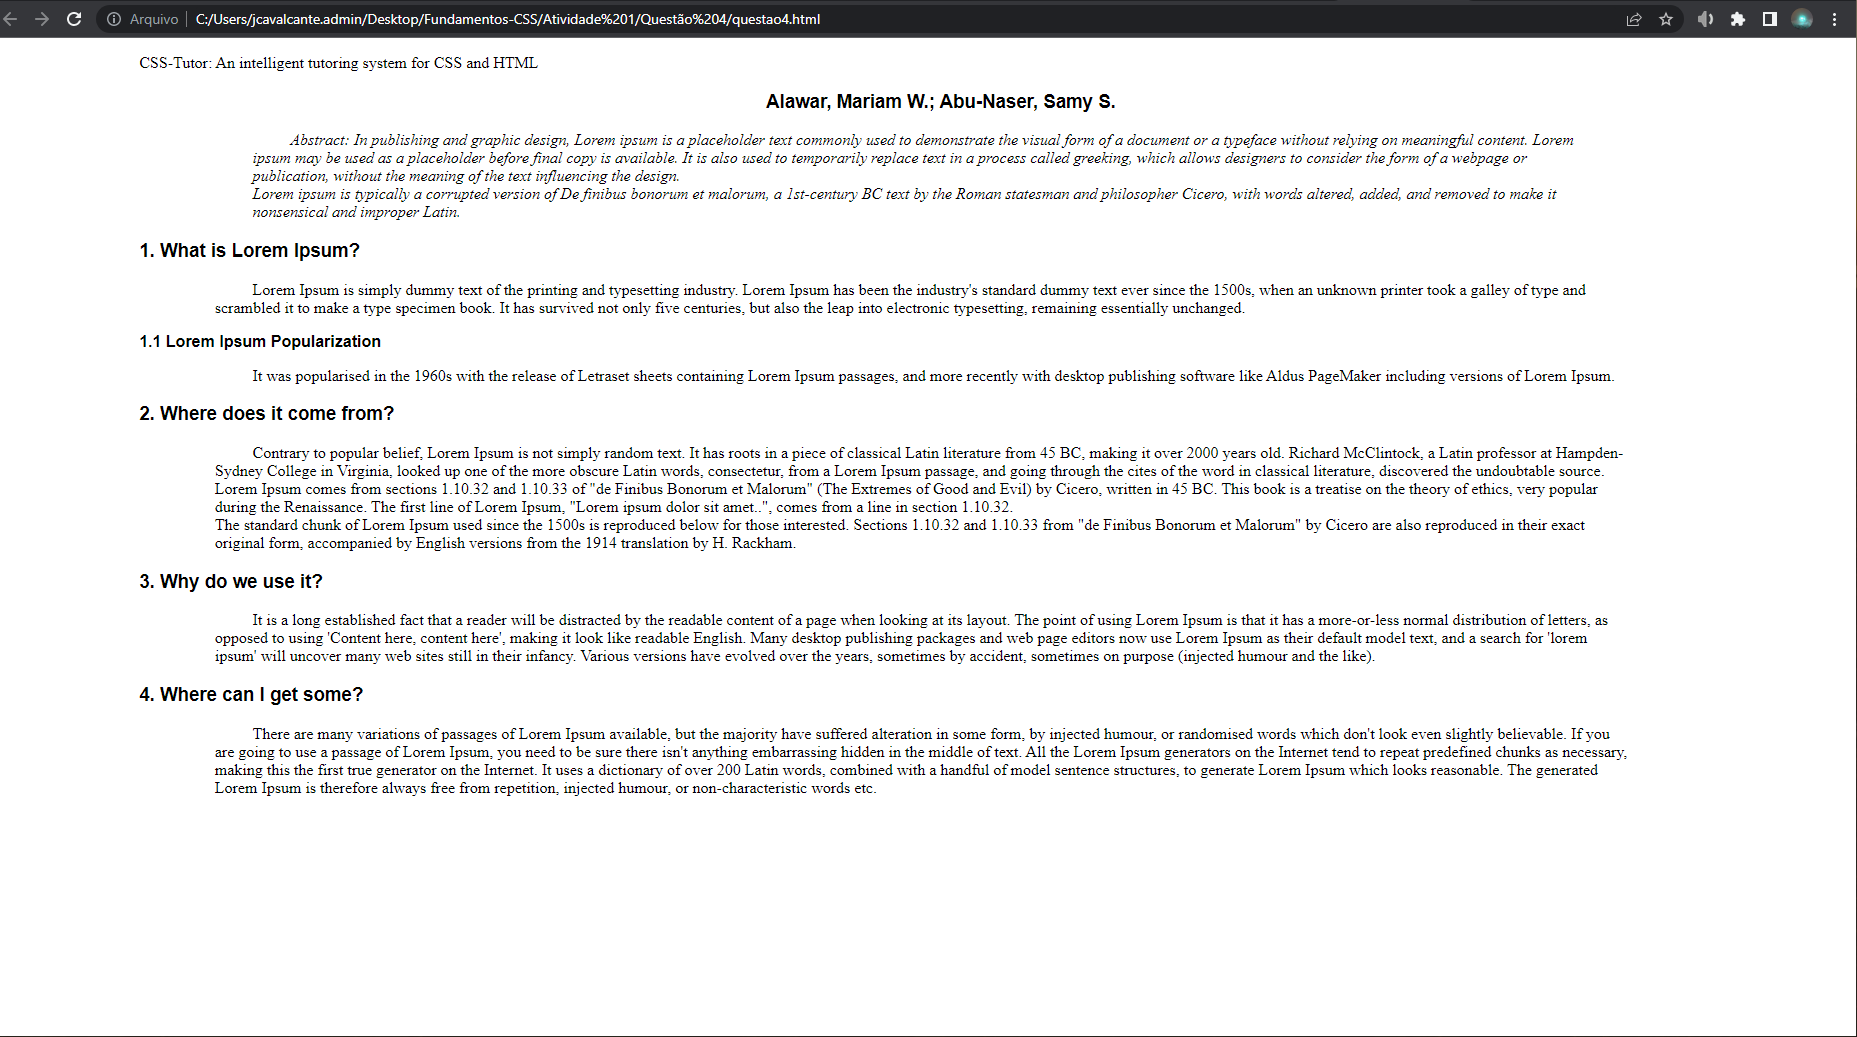 Arquivo C:/Users/jcavalcante.admin/Desktop/Fundamentos-CSS/Atividade%201/Questão%204/questao4.html
CSS-Tutor: An intelligent tutoring system for CSS and HTML
Alawar, Mariam W.; Abu-Naser, Samy S.
Abstract: In publishing and graphic design, Lorem ipsum is a placeholder text commonly used to demonstrate the visual form of a document or a typeface without relying on meaningful content. Lorem
ipsum may be used as a placeholder before final copy is available. It is also used to temporarily replace text in a process called greeking, which allows designers to consider the form of a webpage or
publication, without the meaning of the text influencing the design.
Lorem ipsum is typically a corrupted version of De finibus bonorum et malorum, a 1st-century BC text by the Roman statesman and philosopher Cicero, with words altered, added, and removed to make it
nonsensical and improper Latin.
1. What is Lorem Ipsum?
Lorem Ipsum is simply dummy text of the printing and typesetting industry. Lorem Ipsum has been the industry's standard dummy text ever since the 1500s, when an unknown printer took a galley of type and
scrambled it to make a type specimen book. It has survived not only five centuries, but also the leap into electronic typesetting, remaining essentially unchanged.
1.1 Lorem Ipsum Popularization
It was popularised in the 1960s with the release of Letraset sheets containing Lorem Ipsum passages, and more recently with desktop publishing software like Aldus PageMaker including versions of Lorem Ipsum.
2. Where does it come from?
Contrary to popular belief, Lorem Ipsum is not simply random text. It has roots in a piece of classical Latin literature from 45 BC, making it over 2000 years old. Richard McClintock, a Latin professor at Hampden-
Sydney College in Virginia, looked up one of the more obscure Latin words, consectetur, from a Lorem Ipsum passage, and going through the cites of the word in classical literature, discovered the undoubtable source.
Lorem Ipsum comes from sections 1.10.32 and 1.10.33 of "de Finibus Bonorum et Malorum" (The Extremes of Good and Evil) by Cicero, written in 45 BC. This book is a treatise on the theory of ethics, very popular
during the Renaissance. The first line of Lorem Ipsum, "Lorem ipsum dolor sit amet..", comes from a line in section 1.10.32.
The standard chunk of Lorem Ipsum used since the 1500s is reproduced below for those interested. Sections 1.10.32 and 1.10.33 from "de Finibus Bonorum et Malorum" by Cicero are also reproduced in their exact
original form, accompanied by English versions from the 1914 translation by H. Rackham.
3. Why do we use it?
It is a long established fact that a reader will be distracted by the readable content of a page when looking at its layout. The point of using Lorem Ipsum is that it has a more-or-less normal distribution of letters, as
opposed to using 'Content here, content here', making it look like readable English. Many desktop publishing packages and web page editors now use Lorem Ipsum as their default model text, and a search for 'lorem
ipsum' will uncover many web sites still in their infancy. Various versions have evolved over the years, sometimes by accident, sometimes on purpose (injected humour and the like).
4. Where can I get some?
There are many variations of passages of Lorem Ipsum available, but the majority have suffered alteration in some form, by injected humour, or randomised words which don't look even slightly believable. If you
are going to use a passage of Lorem Ipsum, you need to be sure there isn't anything embarrassing hidden in the middle of text. All the Lorem Ipsum generators on the Internet tend to repeat predefined chunks as necessary,
making this the first true generator on the Internet. It uses a dictionary of over 200 Latin words, combined with a handful of model sentence structures, to generate Lorem Ipsum which looks reasonable. The generated
Lorem Ipsum is therefore always free from repetition, injected humour, or non-characteristic words etc.